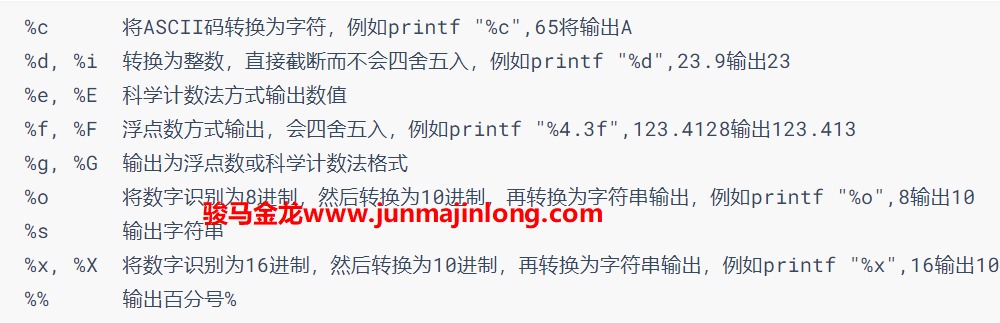 %c 将ASCII码转换为字符，例如printf "%c",65将输出A
%d, %i 转换为整数，直接截断而不会四舍五入，例如printf "%d",23.9输出23
%e, %E 科学计数法方式输出数值
%f, %F 浮点数方式输出，会四舍五入，例如printf "%4.3f",123.4128输出123.413
%g, %G 输出为浮点数或科学计数法格式
%o 将数字识别为8进制，然后转换为10进制，再转换为字符串输出，例如printf "%o",8输出10
骏马金龙www.junmajinlong.com
%s 输出字符串
%x, %X 将数字识别为16进制，然后转换为10进制，再转换为字符串输出，例如printf "%x",16输出10
%% 输出百分号%